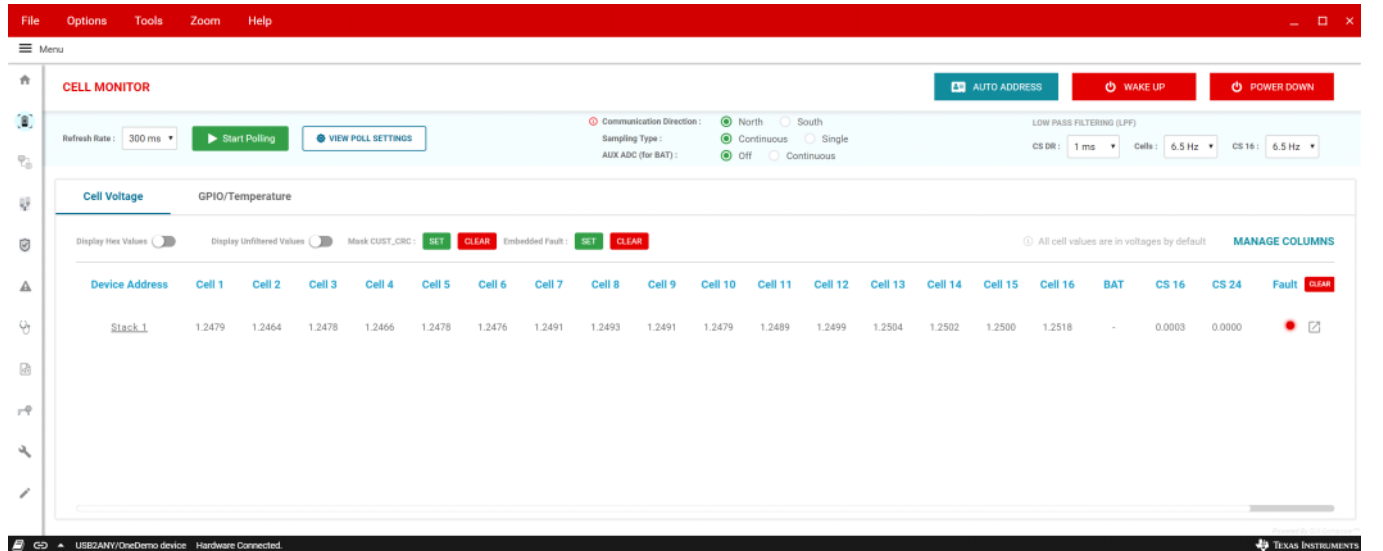 File Options Tools Zoom Help
Menu
CELL MONITOR AUTO ADDRESS WAKE UP POWER DOWN
Communication Direction : North South LOW PASS FILTERING (LPF)
Refresh Rate : 300 ms Start Polling VIEW POLL SETTINGS Sampling Type : Continuous Single CS DR : 1 ms Cells : 6.5 Hz CS 16 : 6.5 Hz
AUX ADC (for BAT) : Off Continuous
Cell Voltage GPIO/Temperature
Display Hex Values Display Unfiltered Values Mask CUST_CRC : SET CLEAR Embedded Fault : SET CLEAR All cell values are in voltages by default MANAGE COLUMNS
Device Address Cell 1 Cell 2 Cell 3 Cell 4 Cell 5 Cell 6 Cell 7 Cell 8 Cell 9 Cell 10 Cell 11 Cell 12 Cell 13 Cell 14 Cell 15 Cell 16 BAT CS 16 CS 24 Fault CLEAR
Stack 1 1.2479 1.2464 1.2478 1.2466 1.2478 1.2476 1.2491 1.2493 1.2491 1.2479 1.2489 1.2499 1.2504 1.2502 1.2500 1.2518 - 0.0003 0.0000
USB2ANY/OneDemo device Hardware Connected. TEXAS INSTRUMENTS